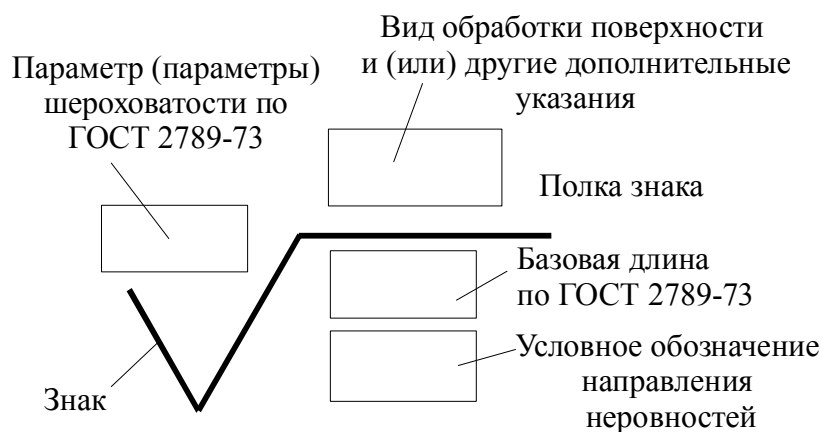 Параметр (параметры)
шероховатости по
ГОСТ 2789-73
Вид обработки поверхности
и (или) другие дополнительные
указания
Полка знака
Базовая длина
по ГОСТ 2789-73
Условное обозначение
направления
неровностей
Знак